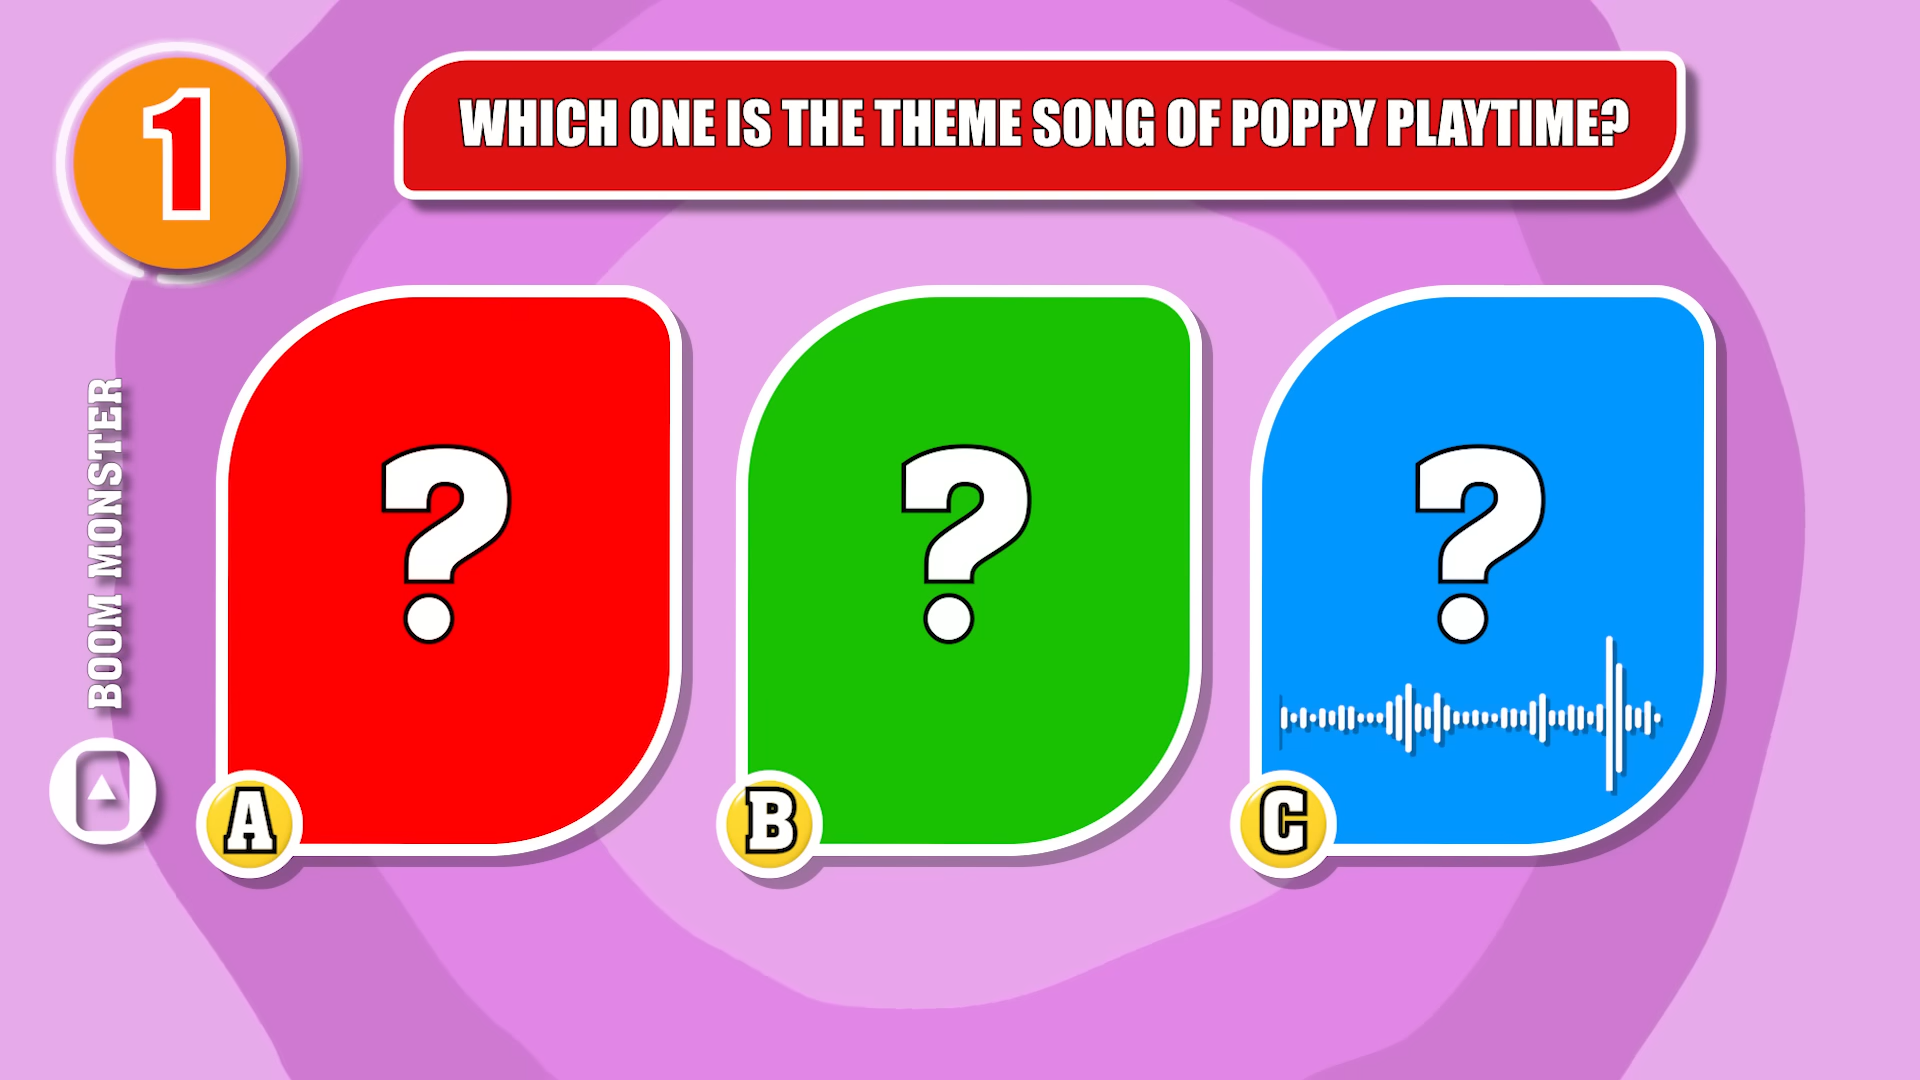 1
WHICH ONE IS THE THEME SONG OF POPPY PLAYTIME?
BOOM MONSTER
?
?
?
A
B
C